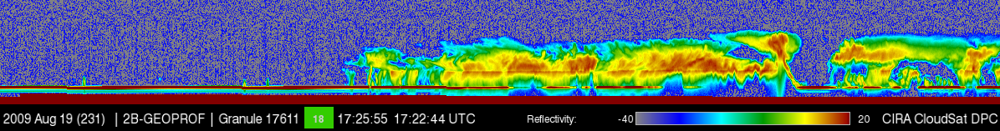 2009 Aug 19 (231) | 2B-GEOPROF | Granule 17611 18 17:25:55 17:22:44 UTC Reflectivity: -40 20 CIRA CloudSat DPC